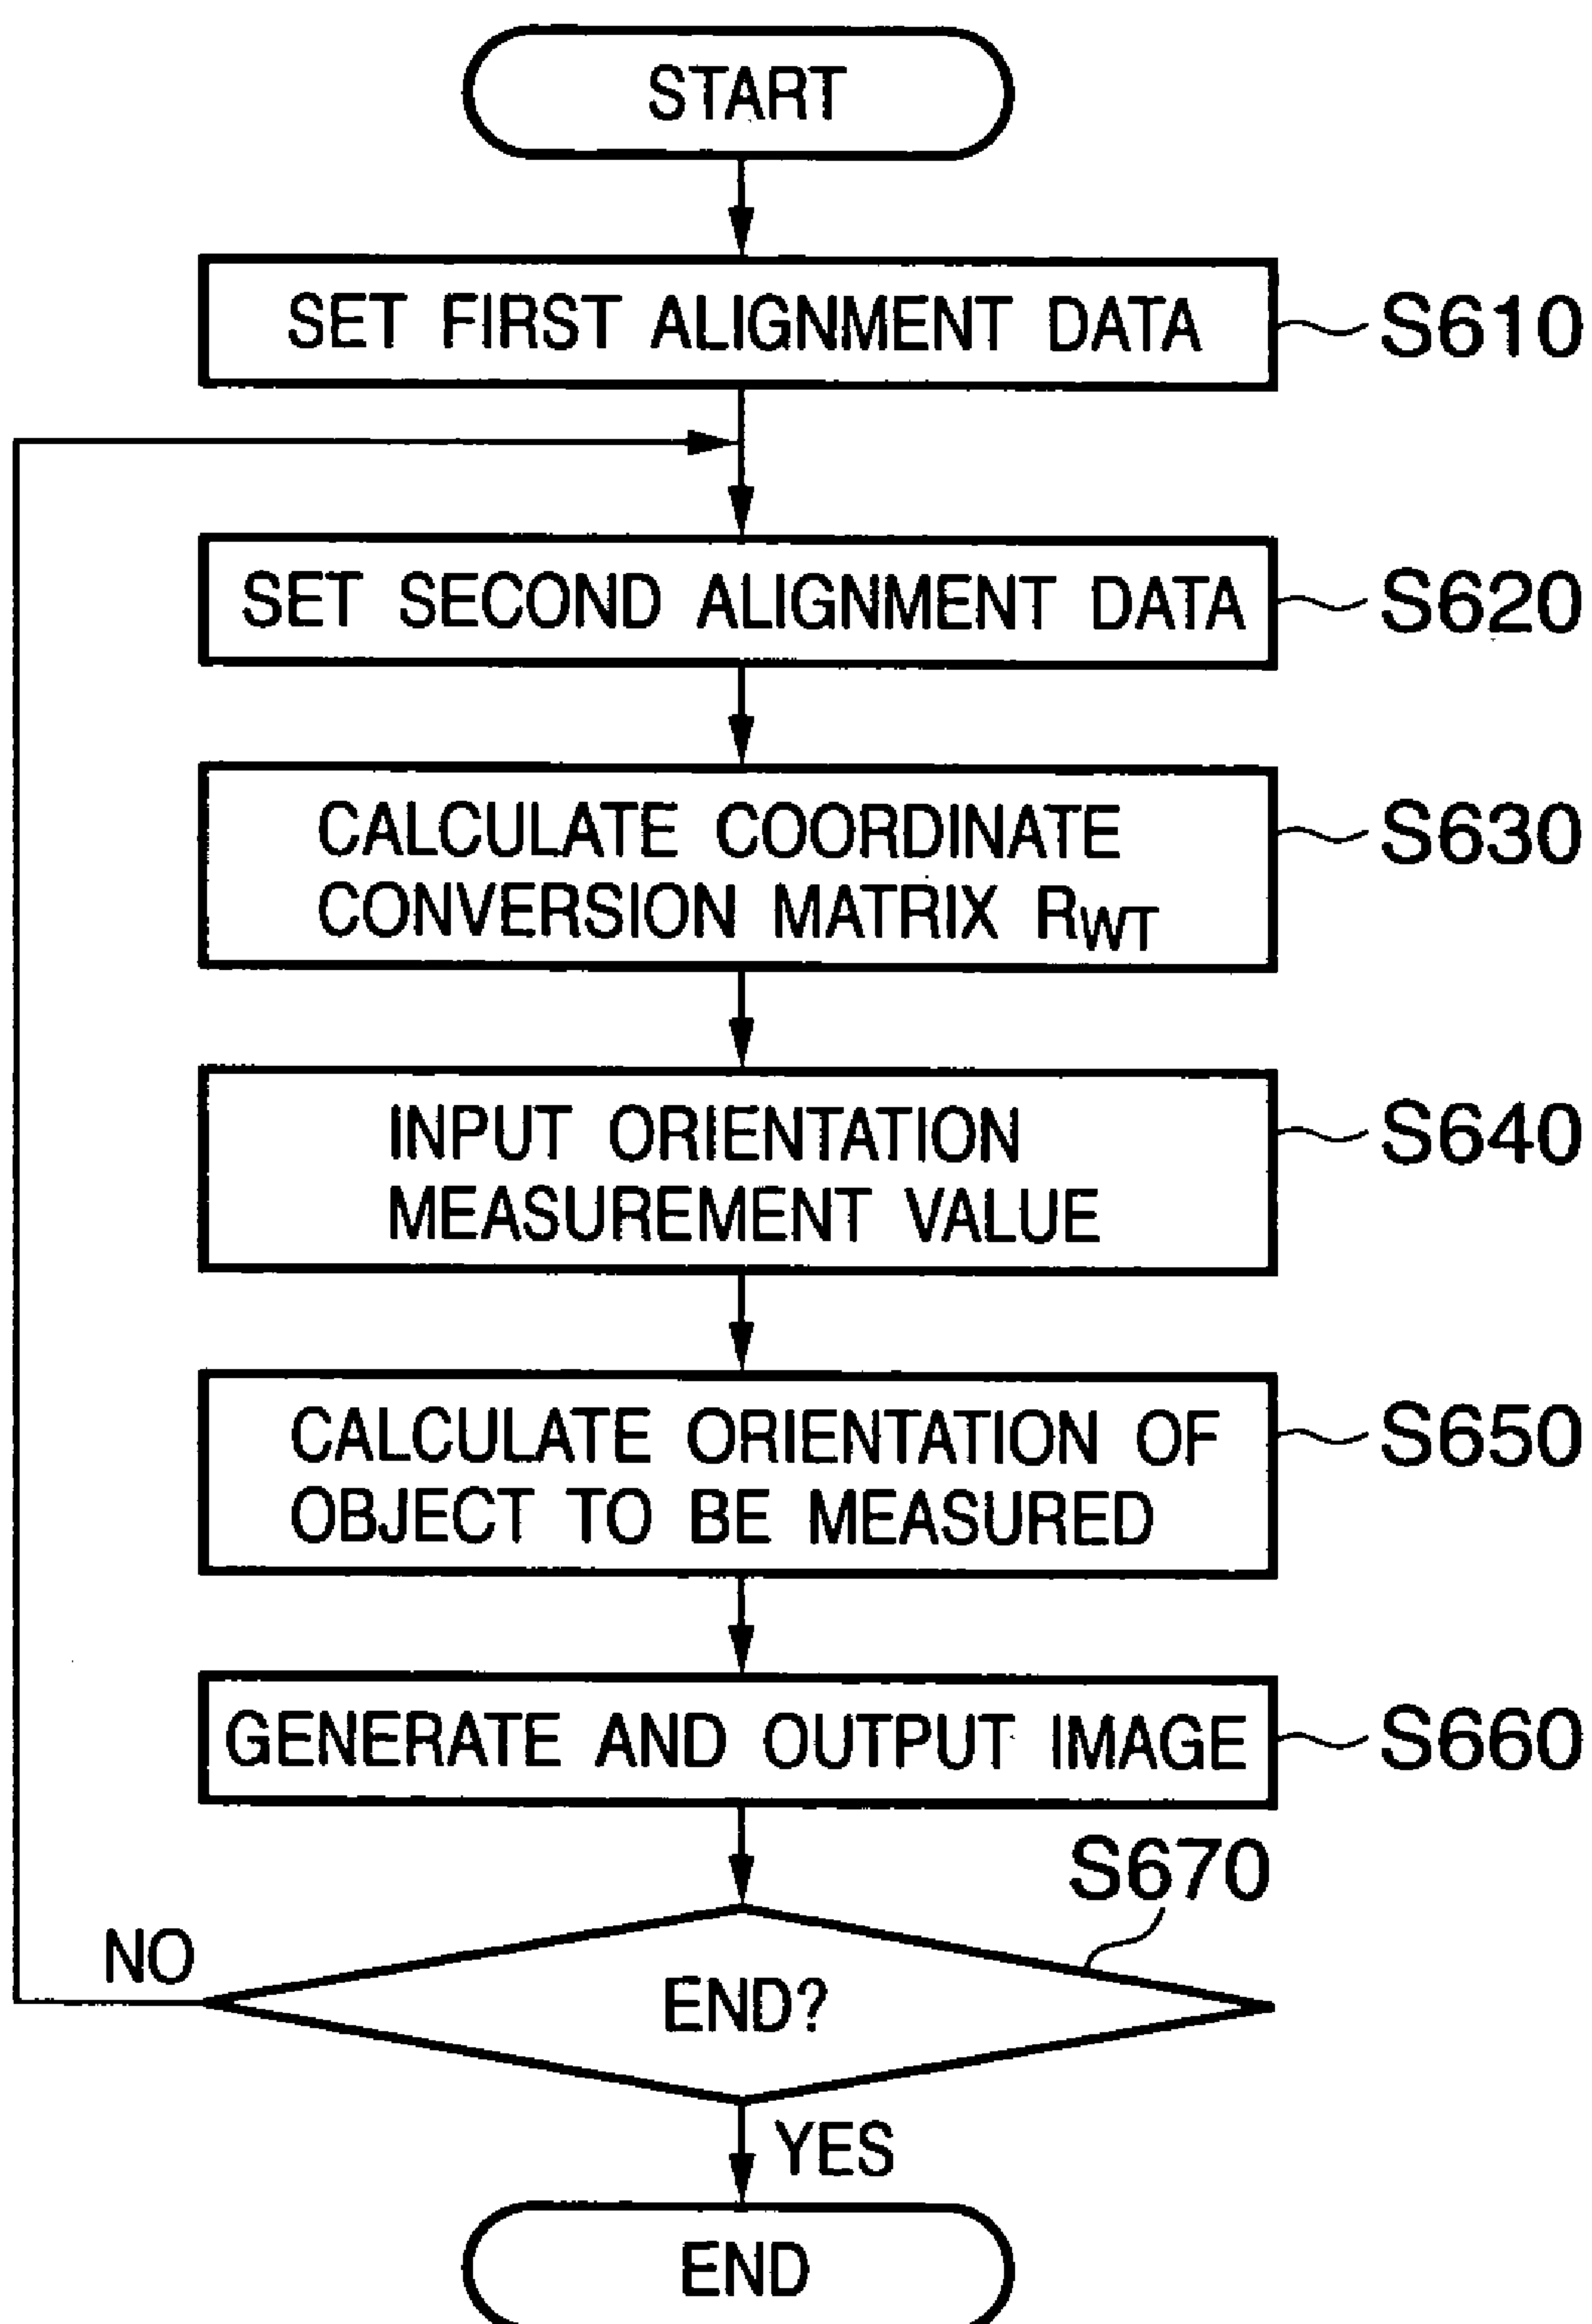 START
SET FIRST ALIGNMENT DATA
S610
SET SECOND ALIGNMENT DATA
S620
CALCULATE COORDINATE
CONVERSION MATRIX RWT
S630
INPUT ORIENTATION
MEASUREMENT VALUE
S640
CALCULATE ORIENTATION OF
OBJECT TO BE MEASURED
S650
GENERATE AND OUTPUT IMAGE
S660
S670
NO
END?
YES
END